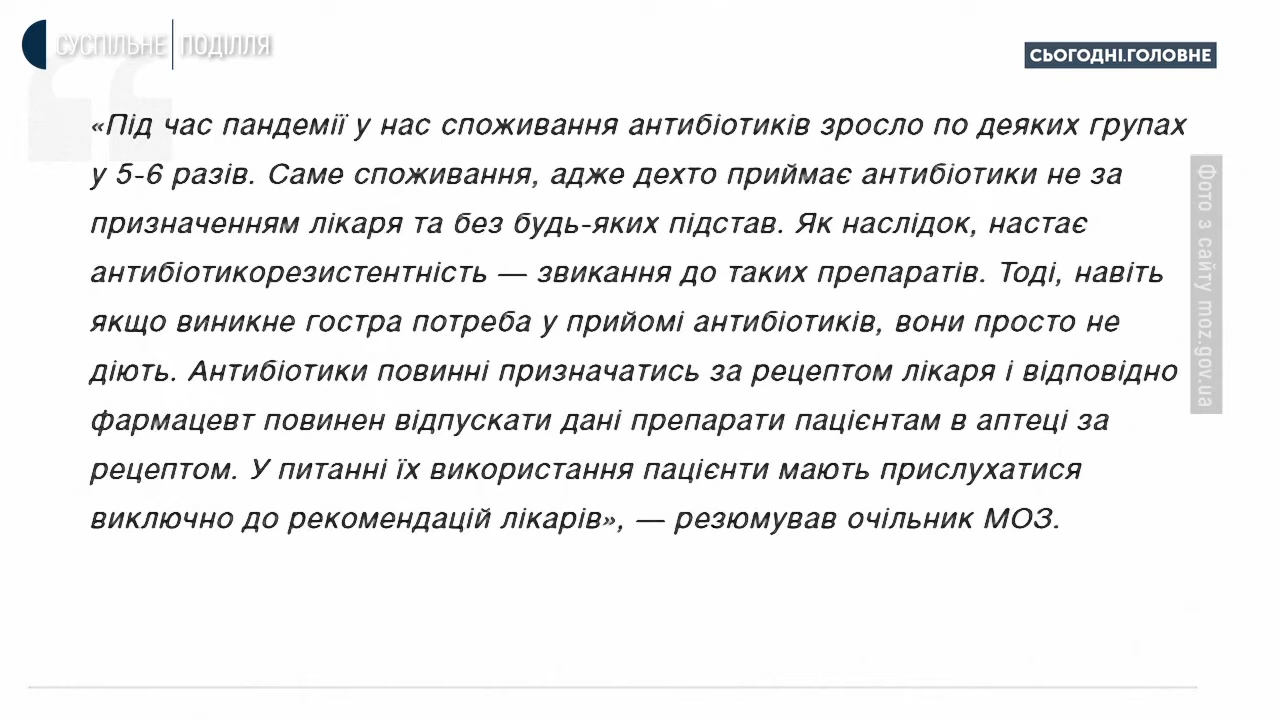 СУСПІЛЬНЕ ПОДІЛЛЯ
СЬОГОДНІ.ГОЛОВНЕ
«Під час пандемії у нас споживання антибіотиків зросло по деяких групах
у 5-6 разів. Саме споживання, адже дехто приймає антибіотики не за
призначенням лікаря та без будь-яких підстав. Як наслідок, настає
антибіотикорезистентність — звикання до таких препаратів. Тоді, навіть
якщо виникне гостра потреба у прийомі антибіотиків, вони просто не
діють. Антибіотики повинні призначатись за рецептом лікаря і відповідно
фармацевт повинен відпускати дані препарати пацієнтам в аптеці за
рецептом. У питанні їх використання пацієнти мають прислухатися
виключно до рекомендацій лікарів», — резюмував очільник МОЗ.
Фото з сайту moz.gov.ua